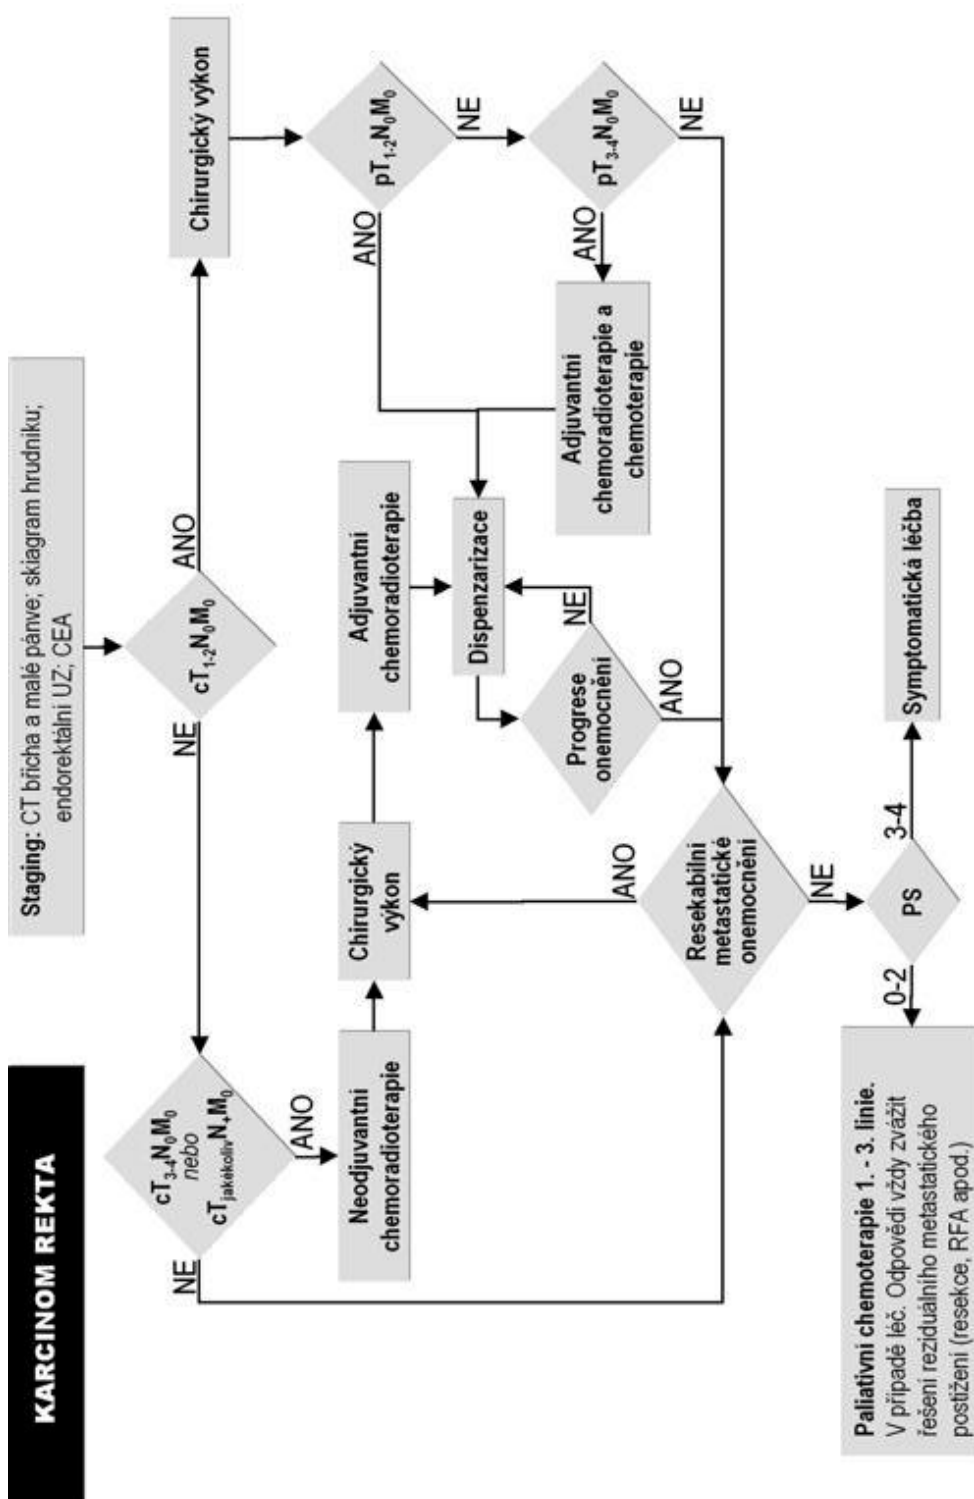 KARCINOM REKTA
Staging: CT břicha a malé pánve; skiagram hrudníku;
endorektální UZ; CEA
cT1-2N0M0
ANO
NE
Chirurgický výkon
pT1-2N0M0
ANO
NE
pT3-4N0M0
ANO
NE
Adjuvantní
chemoradioterapie a
chemoterapie
cT3-4N0M0
nebo
cTjakékolivN+M0
ANO
NE
Neodjuvantní
chemoradioterapie
Chirurgický
výkon
Adjuvantní
chemoradioterapie
Dispenzarizace
Progrese
onemocnění
NE
ANO
Resekabilní
metastatické
onemocnění
ANO
NE
PS
0-2
3-4
Symptomatická léčba
Paliativní chemoterapie 1. - 3. linie.
V případě léč. Odpovědi vždy zvážit
řešení reziduálního metastatického
postižení (resekce, RFA apod.)